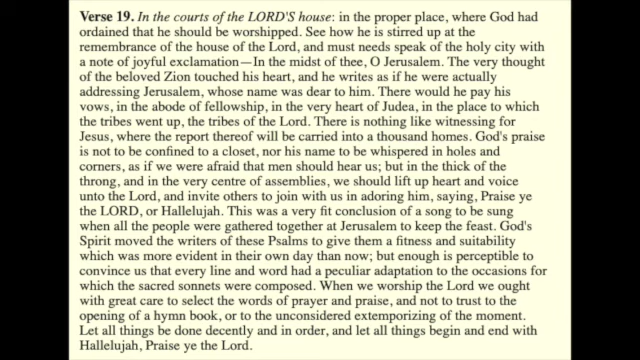 Verse 19. In the courts of the LORD'S house: in the proper place, where God had
ordained that he should be worshipped. See how he is stirred up at the
remembrance of the house of the Lord, and must needs speak of the holy city with
a note of joyful exclamation—In the midst of thee, O Jerusalem. The very thought
of the beloved Zion touched his heart, and he writes as if he were actually
addressing Jerusalem, whose name was dear to him. There would he pay his
vows, in the abode of fellowship, in the very heart of Judea, in the place to which
the tribes went up, the tribes of the Lord. There is nothing like witnessing for
Jesus, where the report thereof will be carried into a thousand homes. God's praise
is not to be confined to a closet, nor his name to be whispered in holes and
corners, as if we were afraid that men should hear us; but in the thick of the
throng, and in the very centre of assemblies, we should lift up heart and voice
unto the Lord, and invite others to join with us in adoring him, saying, Praise ye
the LORD, or Hallelujah. This was a very fit conclusion of a song to be sung
when all the people were gathered together at Jerusalem to keep the feast. God's
Spirit moved the writers of these Psalms to give them a fitness and suitability
which was more evident in their own day than now; but enough is perceptible to
convince us that every line and word had a peculiar adaptation to the occasions for
which the sacred sonnets were composed. When we worship the Lord we ought
with great care to select the words of prayer and praise, and not to trust to the
opening of a hymn book, or to the unconsidered extemporizing of the moment.
Let all things be done decently and in order, and let all things begin and end with
Hallelujah, Praise ye the Lord.